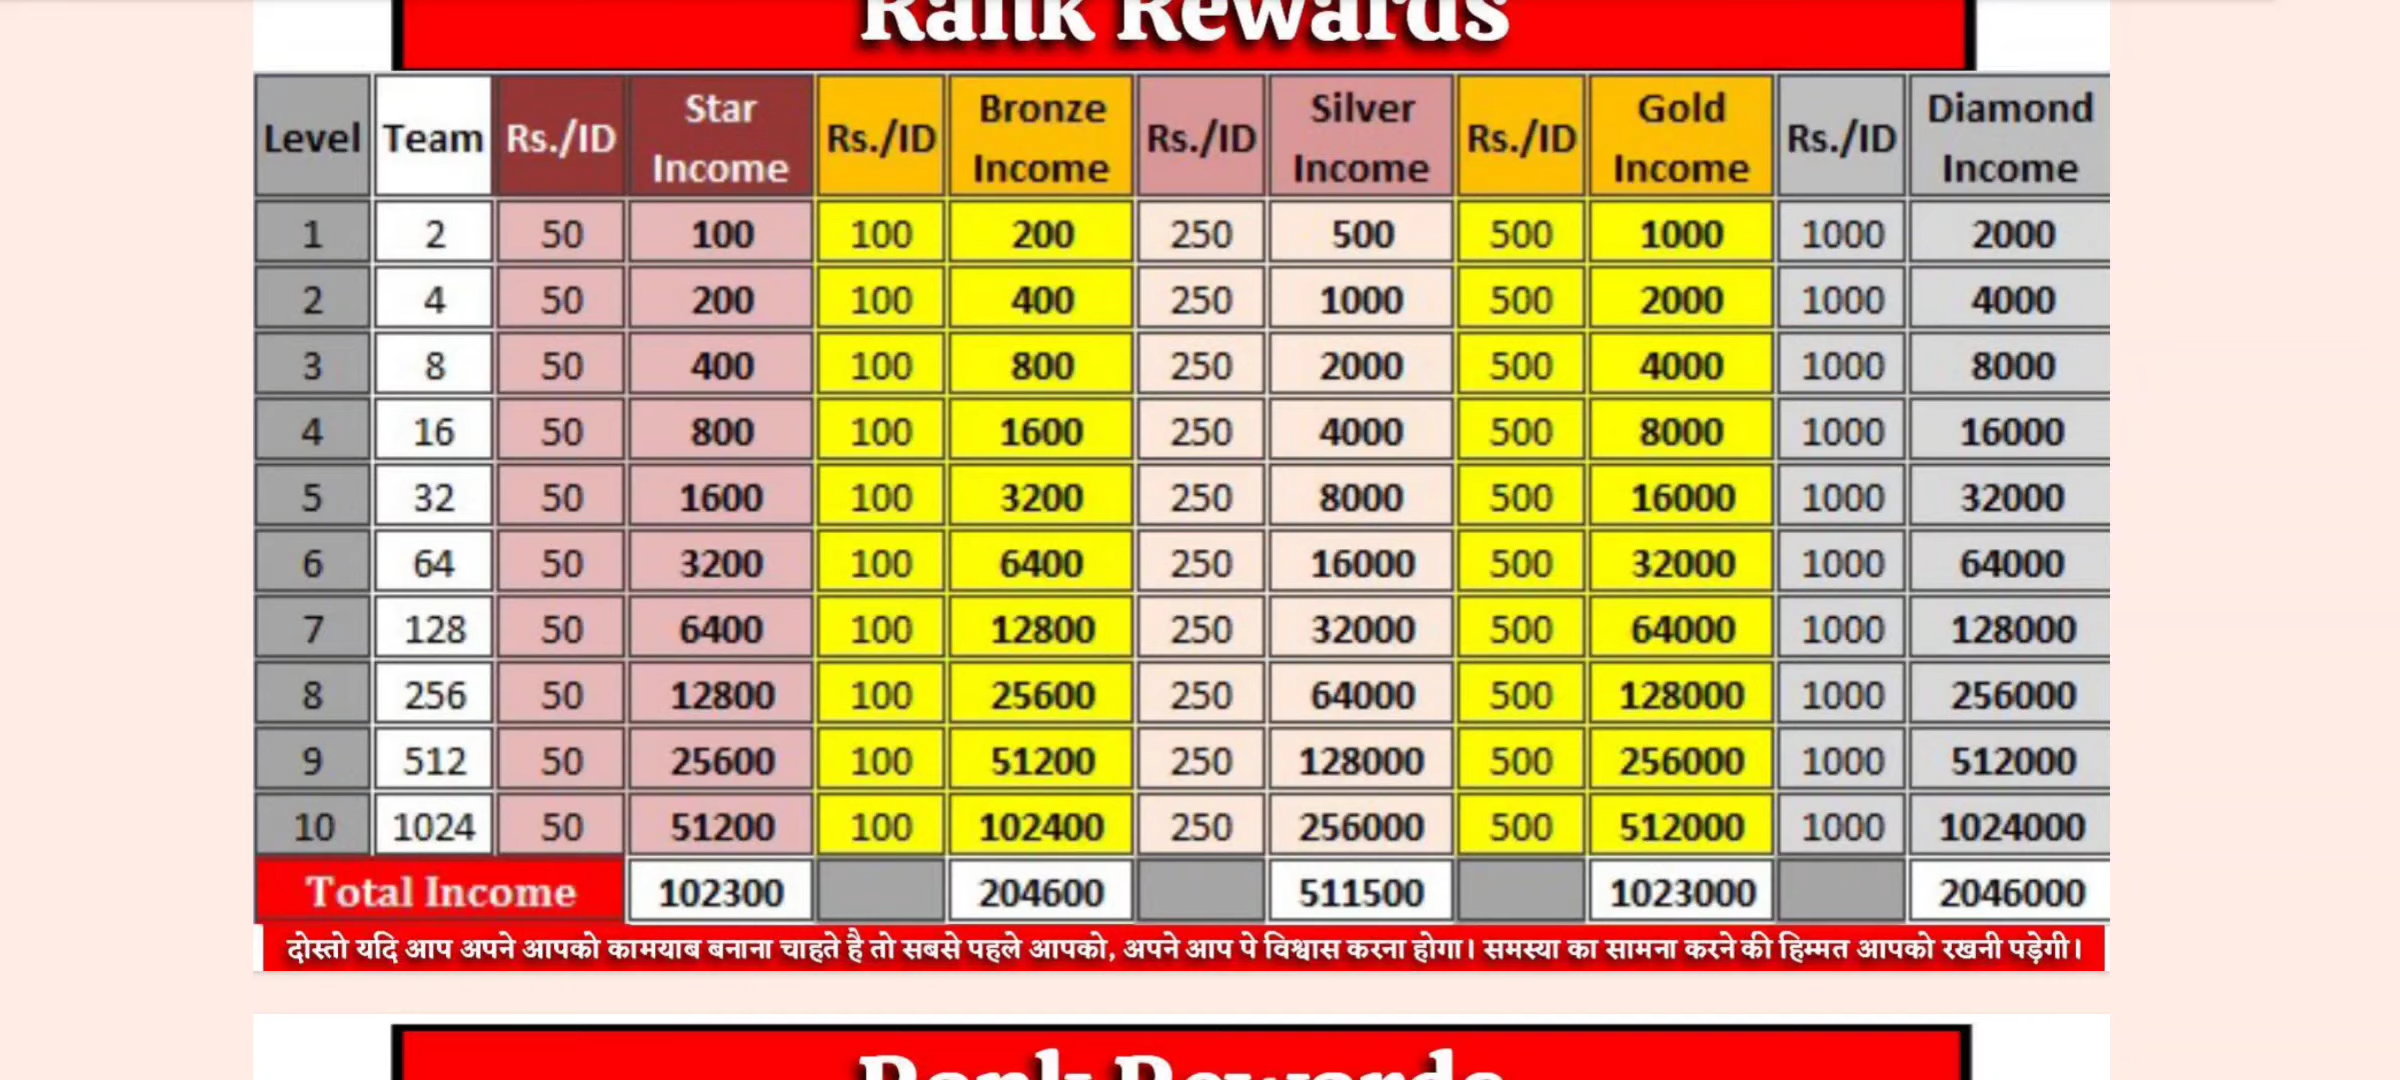 Rank Rewards
Level Team Rs./ID Star Income Rs./ID Bronze Income Rs./ID Silver Income Rs./ID Gold Income Rs./ID Diamond Income
1 2 50 100 100 200 250 500 500 1000 1000 2000
2 4 50 200 100 400 250 1000 500 2000 1000 4000
3 8 50 400 100 800 250 2000 500 4000 1000 8000
4 16 50 800 100 1600 250 4000 500 8000 1000 16000
5 32 50 1600 100 3200 250 8000 500 16000 1000 32000
6 64 50 3200 100 6400 250 16000 500 32000 1000 64000
7 128 50 6400 100 12800 250 32000 500 64000 1000 128000
8 256 50 12800 100 25600 250 64000 500 128000 1000 256000
9 512 50 25600 100 51200 250 128000 500 256000 1000 512000
10 1024 50 51200 100 102400 250 256000 500 512000 1000 1024000
Total Income 102300 204600 511500 1023000 2046000
दोस्तो यदि आप अपने आपको कामयाब बनाना चाहते है तो सबसे पहले आपको, अपने आप पे विश्वास करना होगा। समस्या का सामना करने की हिम्मत आपको रखनी पड़ेगी।
Rank Rewards